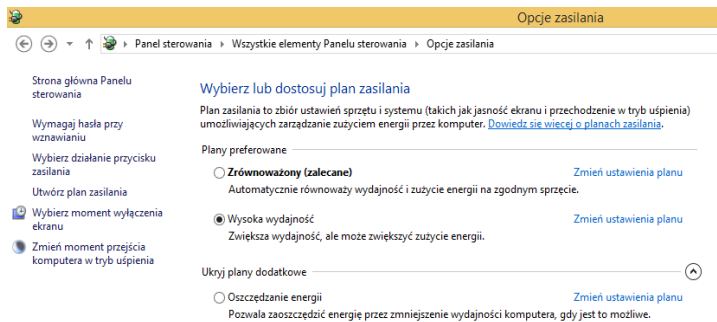 Opcje zasilania
Panel sterowania
Wszystkie elementy Panelu sterowania
Opcje zasilania
Strona główna Panelu
sterowania
Wymagaj hasła przy
wznawianiu
Wybierz działanie przycisku
zasilania
Utwórz plan zasilania
Wybierz moment wyłączenia
ekranu
Zmień moment przejścia
komputera w tryb uśpienia
Wybierz lub dostosuj plan zasilania
Plan zasilania to zbiór ustawień sprzętu i systemu (takich jak jasność ekranu i przechodzenie w tryb uśpienia)
umożliwiających zarządzanie zużyciem energii przez komputer. Dowiedz się więcej o planach zasilania.
Plany preferowane
Zrównoważony (zalecane) Zmień ustawienia planu
Automatycznie równoważy wydajność i zużycie energii na zgodnym sprzęcie.
Wysoka wydajność Zmień ustawienia planu
Zwiększa wydajność, ale może zwiększyć zużycie energii.
Ukryj plany dodatkowe
Oszczędzanie energii Zmień ustawienia planu
Pozwala zaoszczędzić energię przez zmniejszenie wydajności komputera, gdy jest to możliwe.